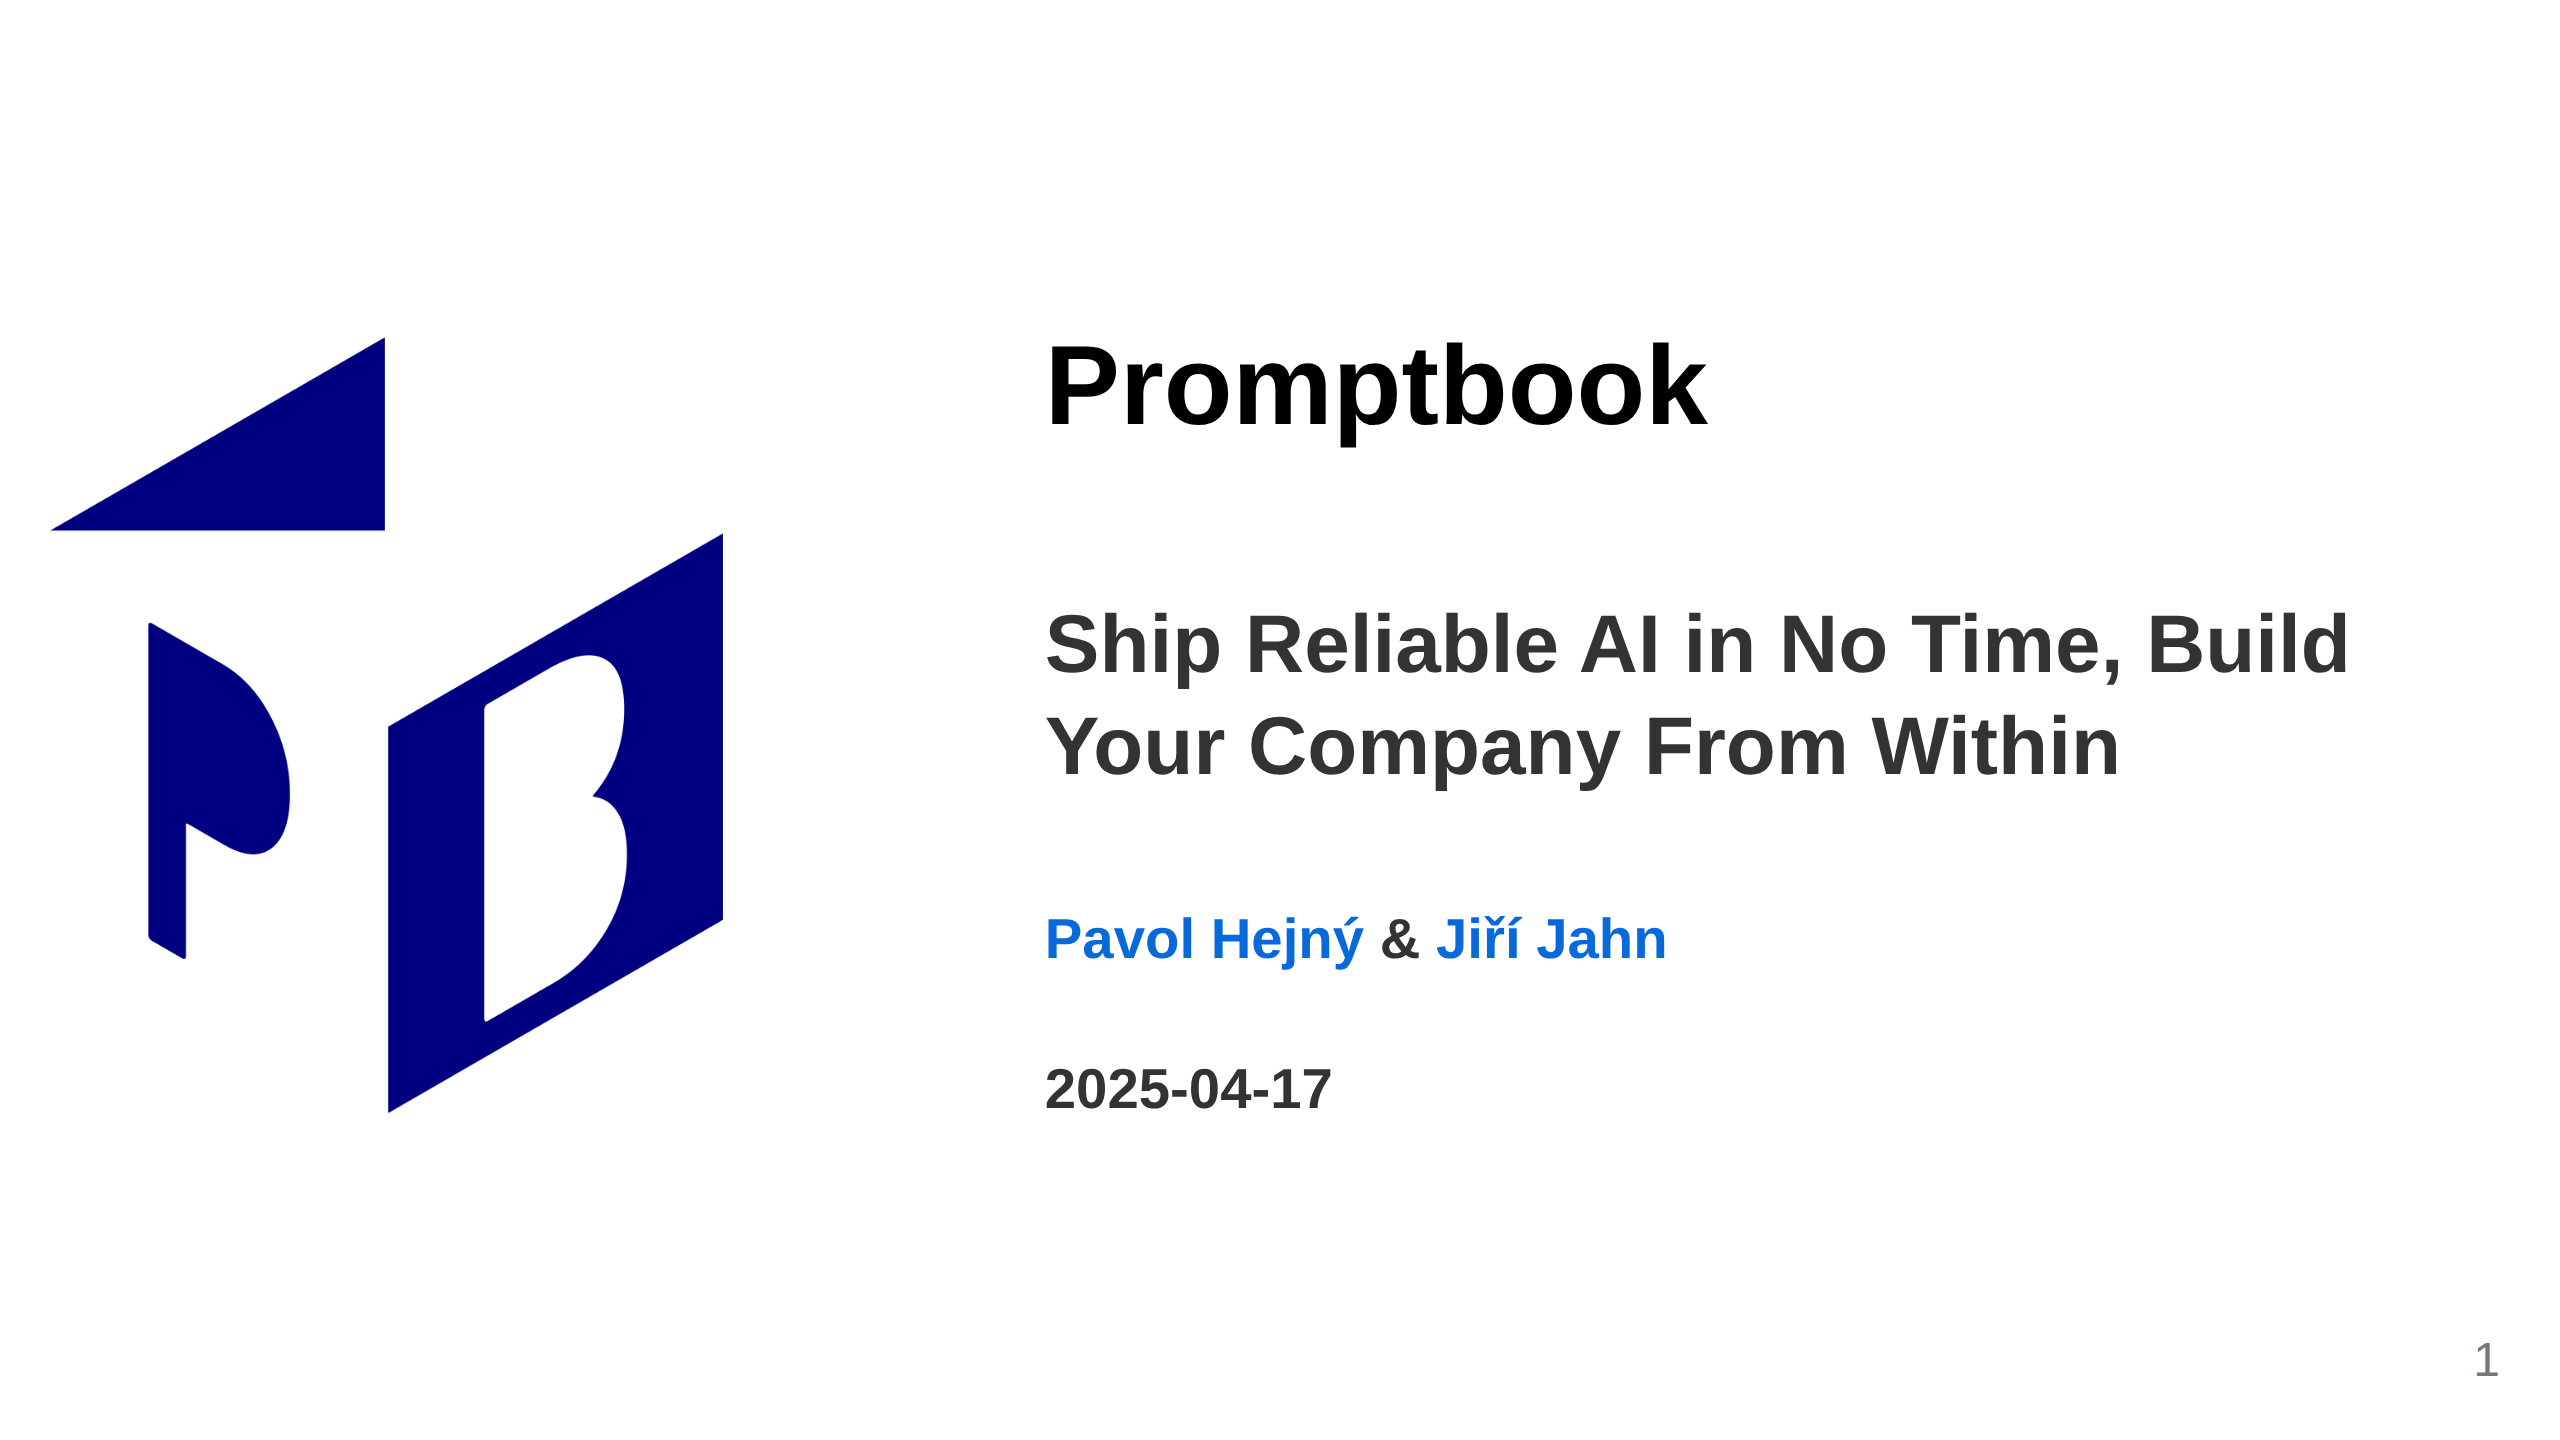 PB
Promptbook
Ship Reliable AI in No Time, Build
Your Company From Within
Pavol Hejný & Jiří Jahn
2025-04-17
1